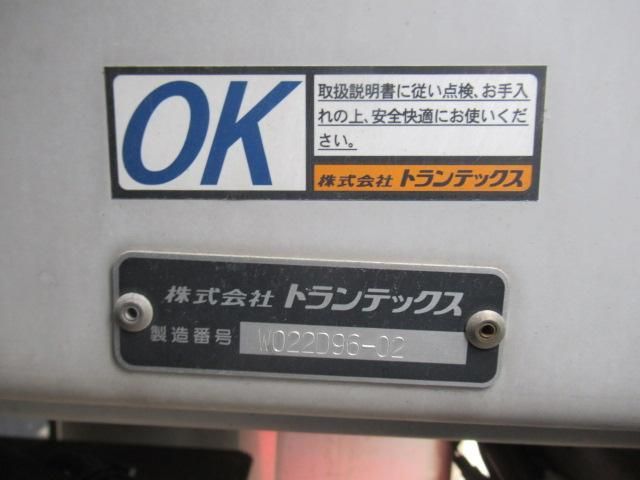 OK
取扱説明書に従い点検、お手入
れの上、安全快適にお使いくだ
さい。
株式会社 トランテックス
株式会社 トランテックス
製造番号 W022D96-02